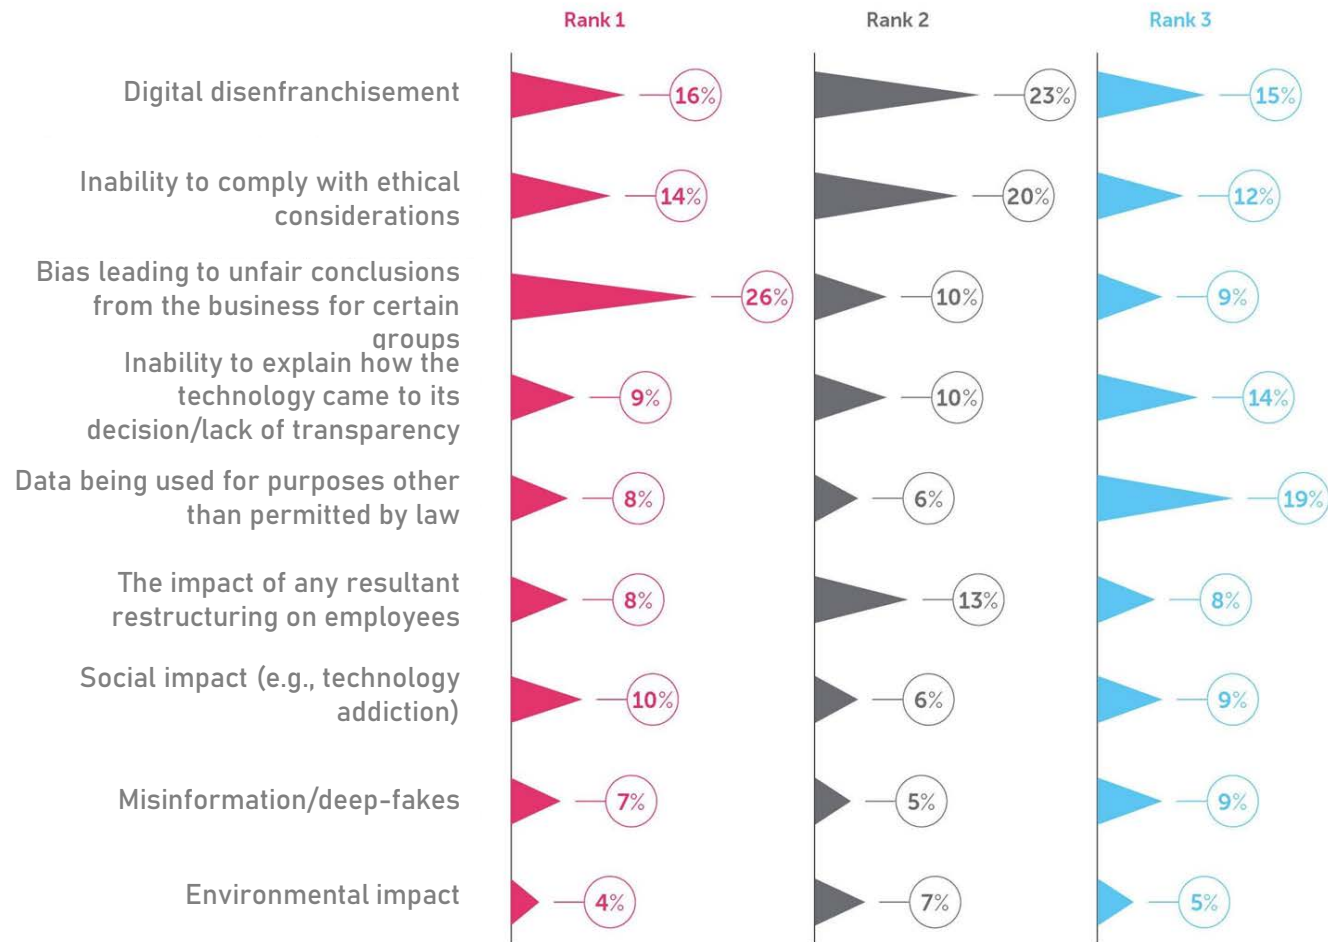 Rank 1
Rank 2
Rank 3
Digital disenfranchisement
16%
23%
15%
Inability to comply with ethical
considerations
14%
20%
12%
Bias leading to unfair conclusions
from the business for certain
groups
26%
10%
9%
Inability to explain how the
technology came to its
decision/lack of transparency
9%
10%
14%
Data being used for purposes other
than permitted by law
8%
6%
19%
The impact of any resultant
restructuring on employees
8%
13%
8%
Social impact (e.g., technology
addiction)
10%
6%
9%
Misinformation/deep-fakes
7%
5%
9%
Environmental impact
4%
7%
5%